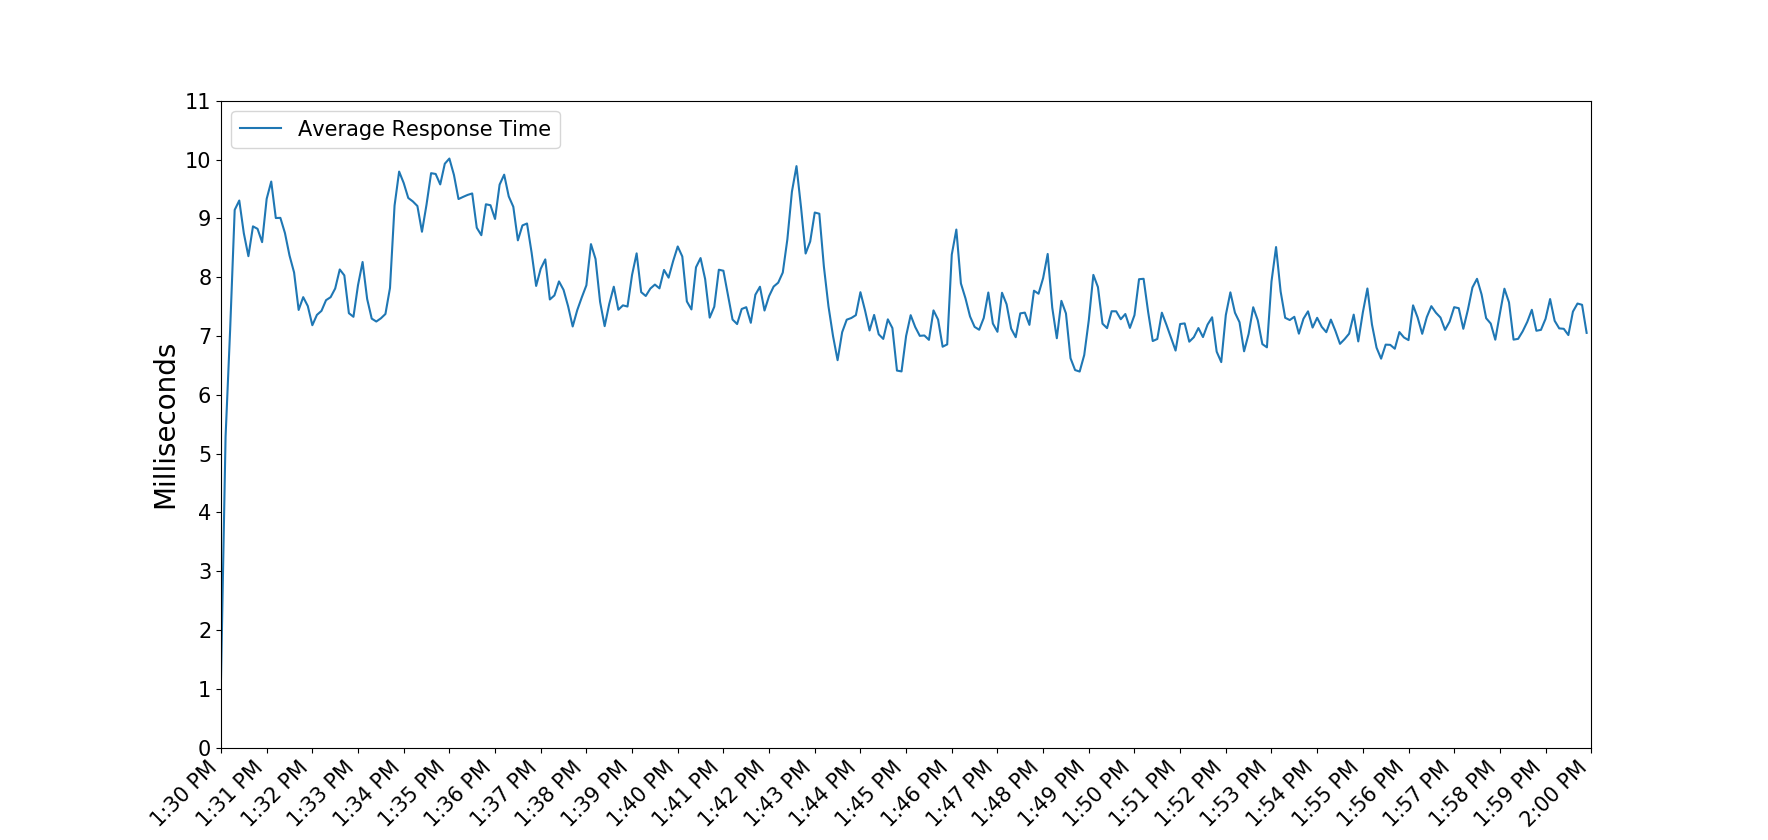 11
Average Response Time
10
9
8
7
6
5
4
3
2
1
0
Milliseconds
1:30 PM
1:31 PM
1:32 PM
1:33 PM
1:34 PM
1:35 PM
1:36 PM
1:37 PM
1:38 PM
1:39 PM
1:40 PM
1:41 PM
1:42 PM
1:43 PM
1:44 PM
1:45 PM
1:46 PM
1:47 PM
1:48 PM
1:49 PM
1:50 PM
1:51 PM
1:52 PM
1:53 PM
1:54 PM
1:55 PM
1:56 PM
1:57 PM
1:58 PM
1:59 PM
2:00 PM